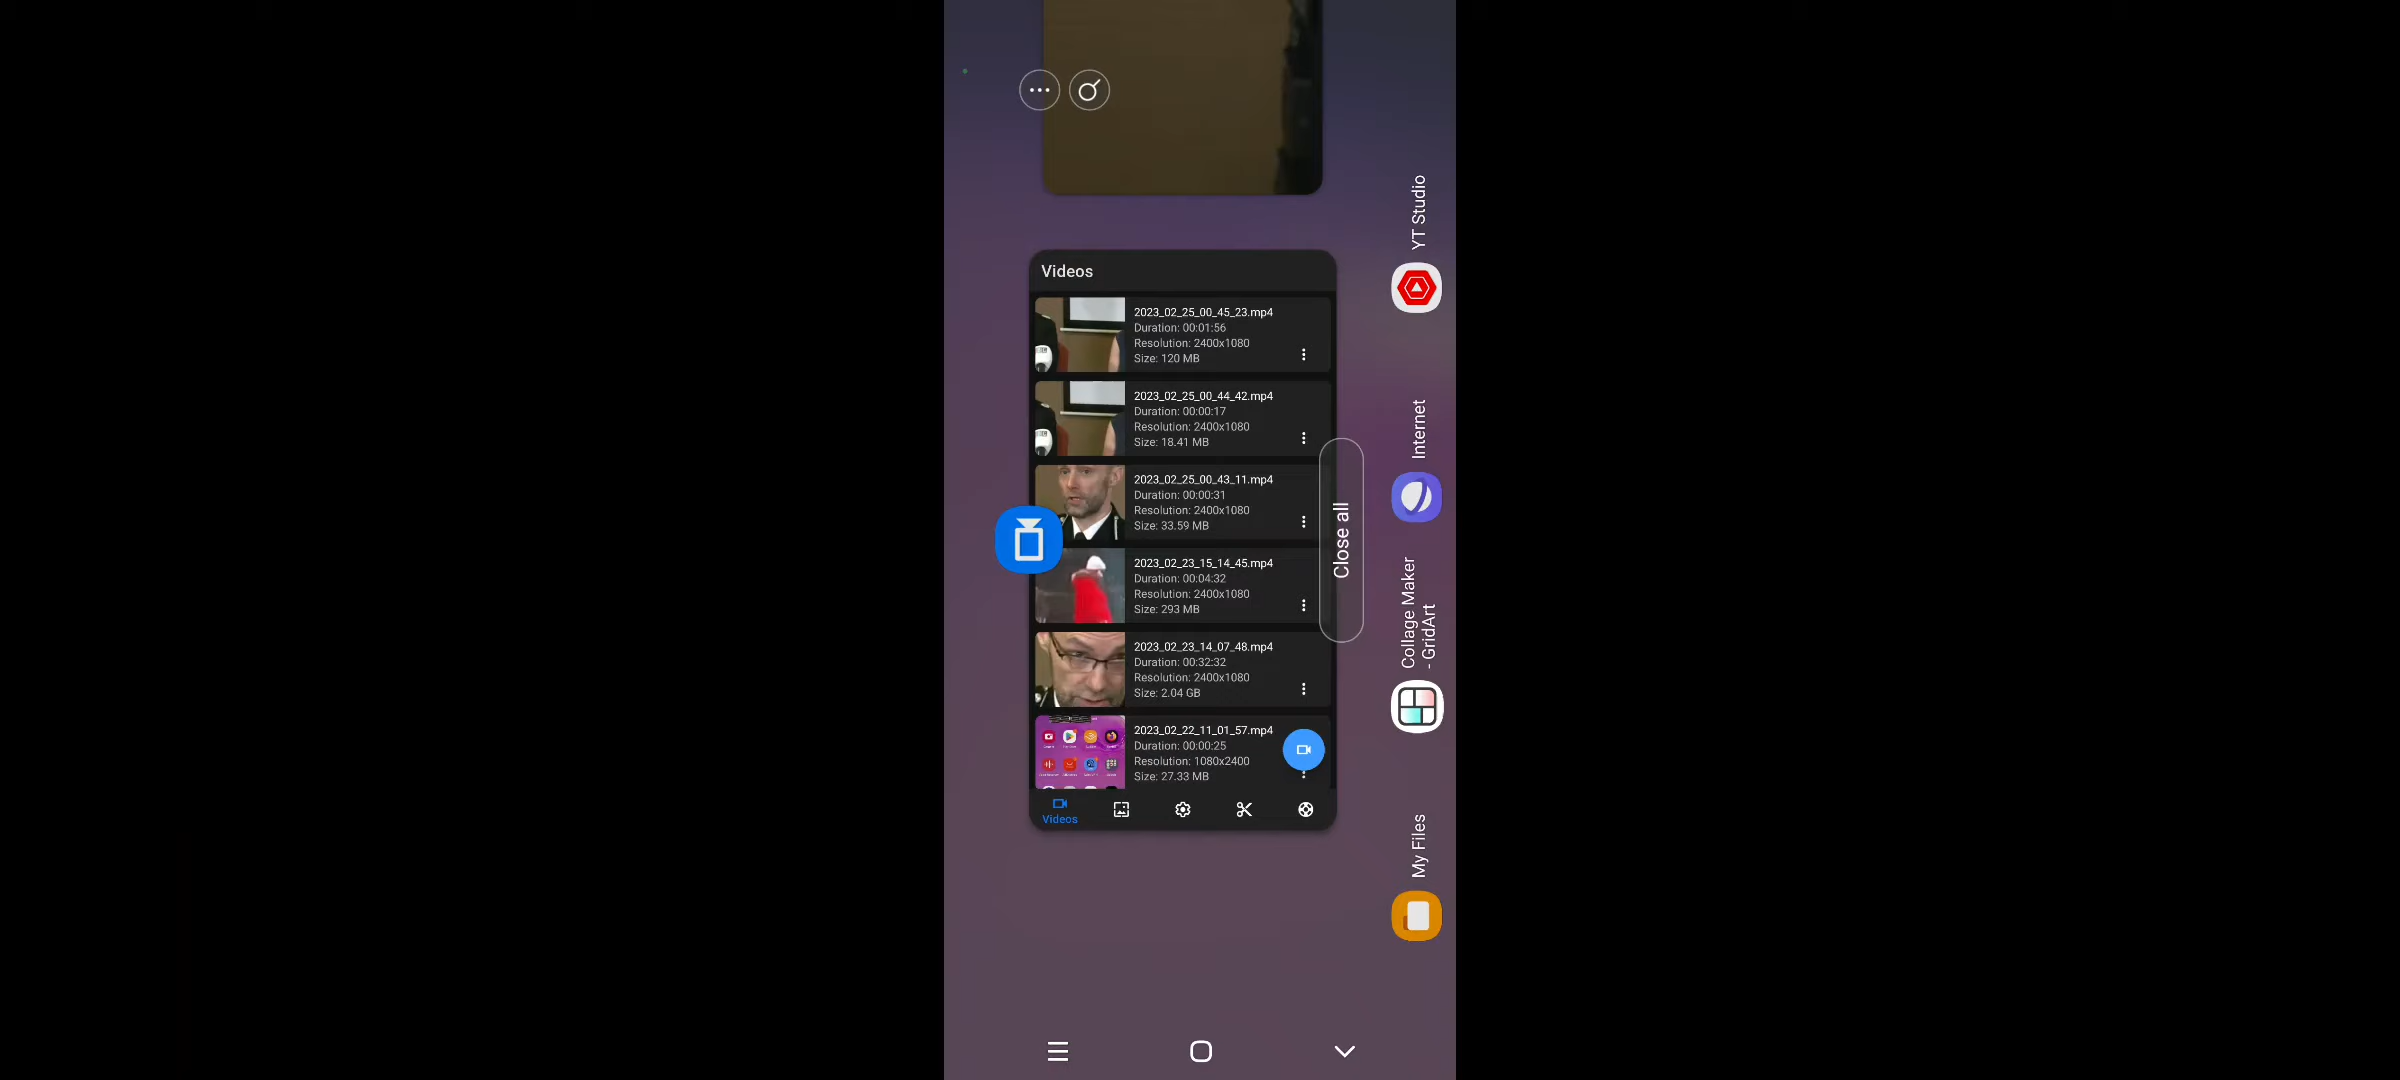 Videos
2023_02_25_00_45_23.mp4
Duration: 00:01:56
Resolution: 2400x1080
Size: 120 MB
2023_02_25_00_44_42.mp4
Duration: 00:00:17
Resolution: 2400x1080
Size: 18.41 MB
2023_02_25_00_43_11.mp4
Duration: 00:00:31
Resolution: 2400x1080
Size: 33.59 MB
2023_02_23_15_14_45.mp4
Duration: 00:04:32
Resolution: 2400x1080
Size: 293 MB
2023_02_23_14_07_48.mp4
Duration: 00:32:32
Resolution: 2400x1080
Size: 2.04 GB
2023_02_22_11_01_57.mp4
Duration: 00:00:25
Resolution: 1080x2400
Size: 27.33 MB
Videos
Close all
YT Studio
Internet
Collage Maker
- GridArt
My Files